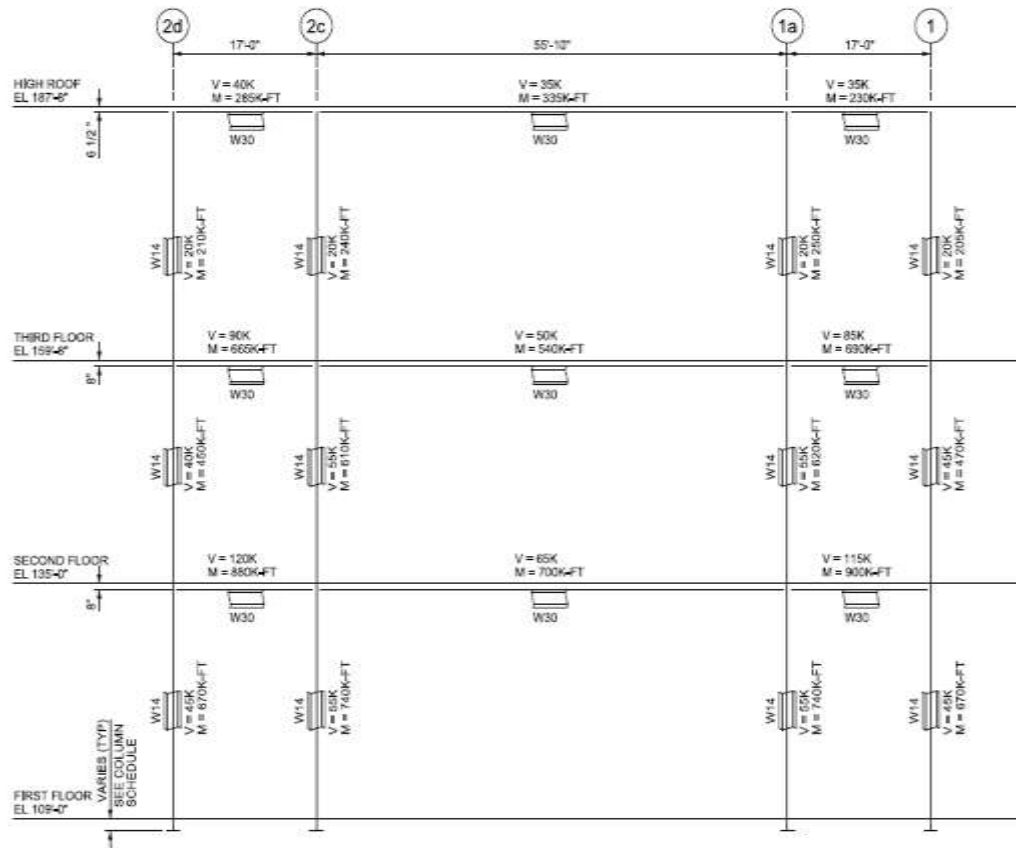 2d 2c 1a 1
17'-0" 55'-10" 17'-0"
HIGH ROOF
EL 187'-6"
V = 40K
M = 285K-FT
V = 35K
M = 335K-FT
V = 35K
M = 230K-FT
6 1/2 "
W30 W30 W30
W14
V = 20K
M = 210K-FT
W14
V = 20K
M = 240K-FT
W14
V = 20K
M = 250K-FT
W14
V = 20K
M = 205K-FT
THIRD FLOOR
EL 159'-8"
V = 90K
M = 665K-FT
V = 50K
M = 540K-FT
V = 85K
M = 690K-FT
8"
W30 W30 W30
W14
V = 40K
M = 450K-FT
W14
V = 55K
M = 610K-FT
W14
V = 55K
M = 620K-FT
W14
V = 45K
M = 470K-FT
SECOND FLOOR
EL 135'-0"
V = 120K
M = 880K-FT
V = 65K
M = 700K-FT
V = 115K
M = 900K-FT
8"
W30 W30 W30
W14
V = 45K
M = 670K-FT
W14
V = 55K
M = 740K-FT
W14
V = 55K
M = 740K-FT
W14
V = 45K
M = 670K-FT
VARIES (TYP)
SEE COLUMN
SCHEDULE
FIRST FLOOR
EL 109'-0"